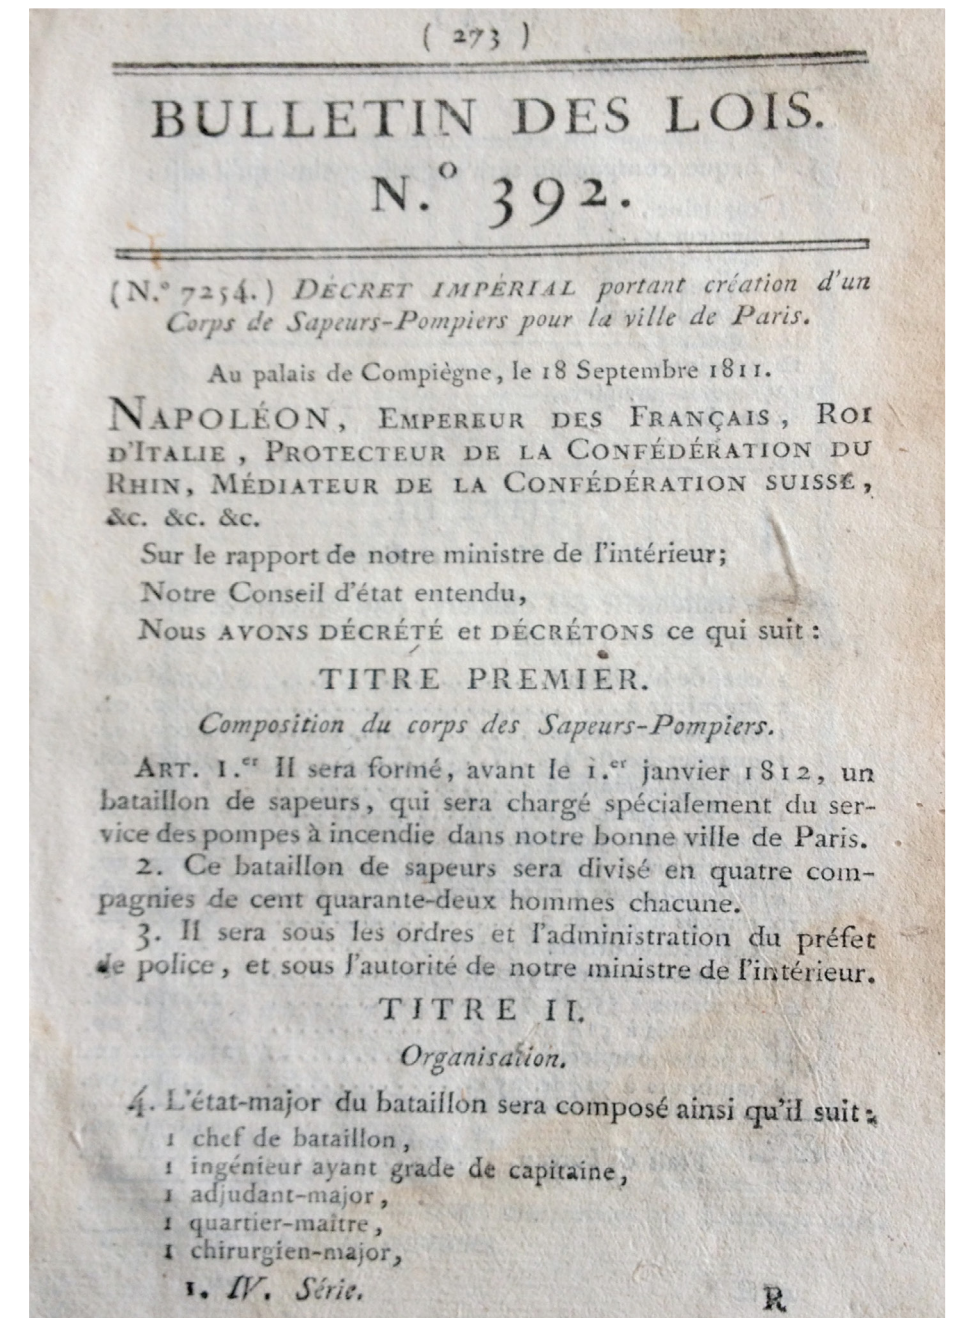 ( 273 )
BULLETIN DES LOIS.
N.º 392.
(N.º 7254.) DÉCRET IMPÉRIAL portant création d'un
Corps de Sapeurs-Pompiers pour la ville de Paris.
Au palais de Compiègne, le 18 Septembre 1811.
NAPOLÉON, EMPEREUR DES FRANÇAIS, ROI
D'ITALIE, PROTECTEUR DE LA CONFÉDÉRATION DU
RHIN, MÉDIATEUR DE LA CONFÉDÉRATION SUISSE,
&c. &c. &c.
Sur le rapport de notre ministre de l'intérieur;
Notre Conseil d'état entendu,
Nous AVONS DÉCRÉTÉ et DÉCRÉTONS ce qui suit :
TITRE PREMIER.
Composition du corps des Sapeurs-Pompiers.
ART. 1.er Il sera formé, avant le 1.er janvier 1812, un
bataillon de sapeurs, qui sera chargé spécialement du ser-
vice des pompes à incendie dans notre bonne ville de Paris.
2. Ce bataillon de sapeurs sera divisé en quatre com-
pagnies de cent quarante-deux hommes chacune.
3. Il sera sous les ordres et l'administration du préfet
de police, et sous l'autorité de notre ministre de l'intérieur.
TITRE II.
Organisation.
4. L'état-major du bataillon sera composé ainsi qu'il suit :
1 chef de bataillon,
1 ingénieur ayant grade de capitaine,
1 adjudant-major,
1 quartier-maître,
1 chirurgien-major,
1. IV. Série. R